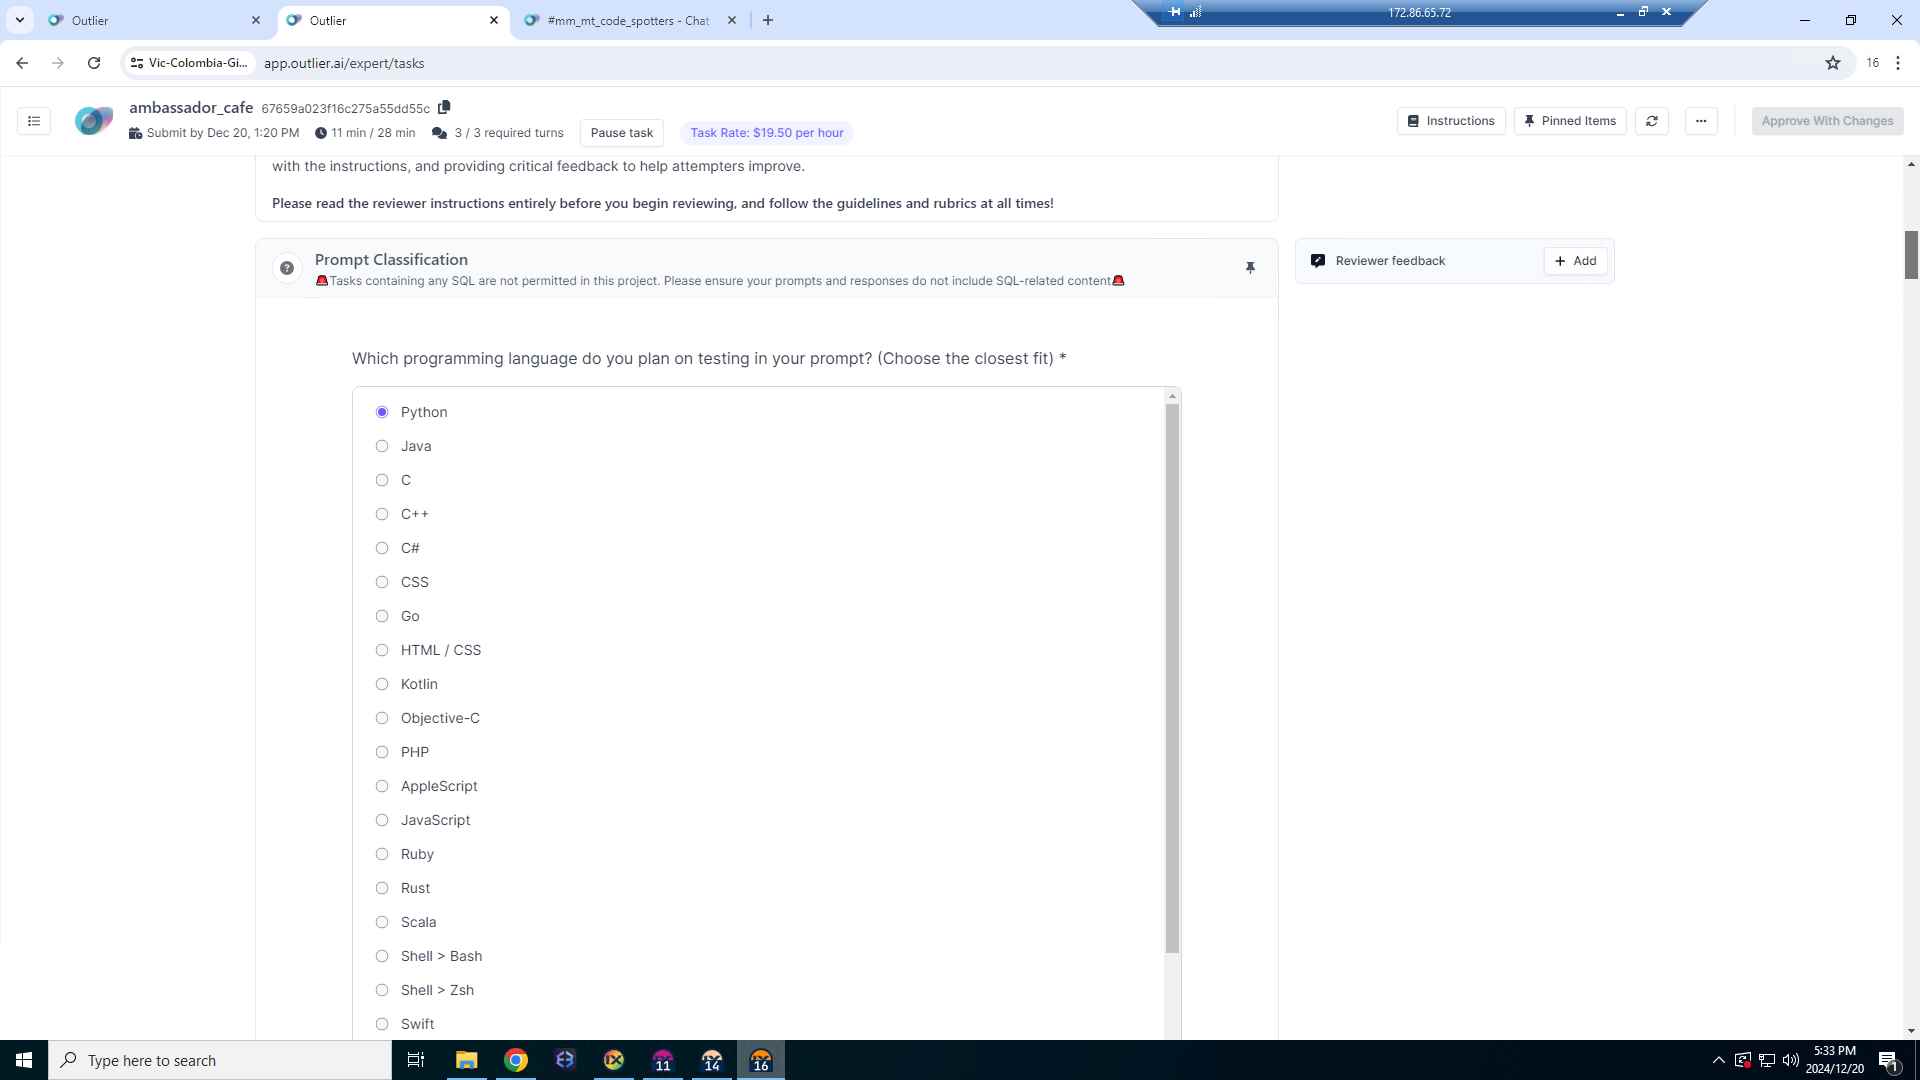 Outlier
Outlier
#mm_mt_code_spotters - Chat
172.86.65.72
Vic-Colombia-Gi...
app.outlier.ai/expert/tasks
16
ambassador_cafe 67659a023f16c275a55dd55c
Submit by Dec 20, 1:20 PM
11 min / 28 min
3 / 3 required turns
Pause task
Task Rate: $19.50 per hour
Instructions
Pinned Items
Approve With Changes
with the instructions, and providing critical feedback to help attempters improve.
Please read the reviewer instructions entirely before you begin reviewing, and follow the guidelines and rubrics at all times!
Prompt Classification
🚨Tasks containing any SQL are not permitted in this project. Please ensure your prompts and responses do not include SQL-related content🚨
Reviewer feedback
Add
Which programming language do you plan on testing in your prompt? (Choose the closest fit) *
Python
Java
C
C++
C#
CSS
Go
HTML / CSS
Kotlin
Objective-C
PHP
AppleScript
JavaScript
Ruby
Rust
Scala
Shell > Bash
Shell > Zsh
Swift
Type here to search
11
14
16
5:33 PM
2024/12/20
1